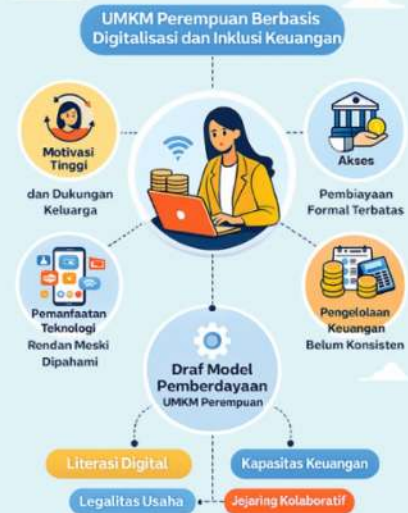 UMKM Perempuan Berbasis
Digitalisasi dan Inklusi Keuangan
Motivasi
Tinggi
dan Dukungan
Keluarga
Akses
Pembiayaan
Formal Terbatas
Pemanfaatan
Teknologi
Rendan Meski
Dipahami
Pengelolaan
Keuangan
Belum Konsisten
Draf Model
Pemberdayaan
UMKM Perempuan
Literasi Digital
Kapasitas Keuangan
Legalitas Usaha
Jejaring Kolaboratif